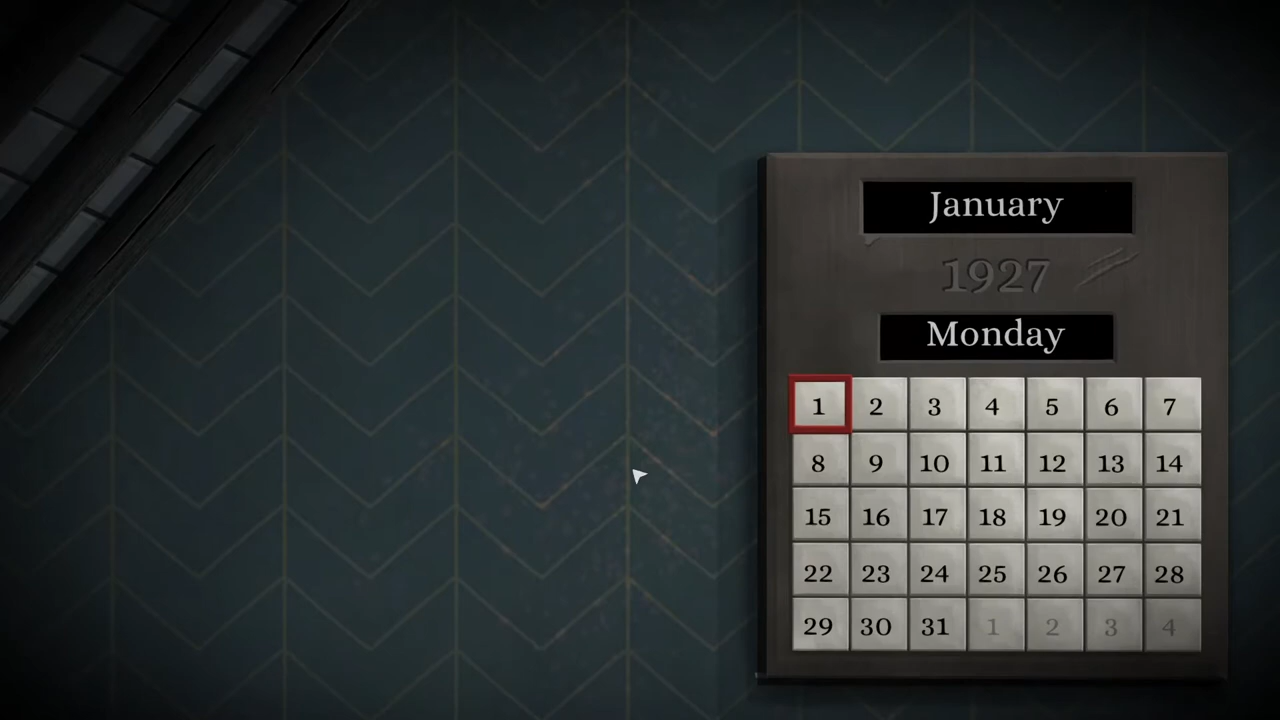 January
1927
Monday
1 2 3 4 5 6 7
8 9 10 11 12 13 14
15 16 17 18 19 20 21
22 23 24 25 26 27 28
29 30 31 1 2 3 4